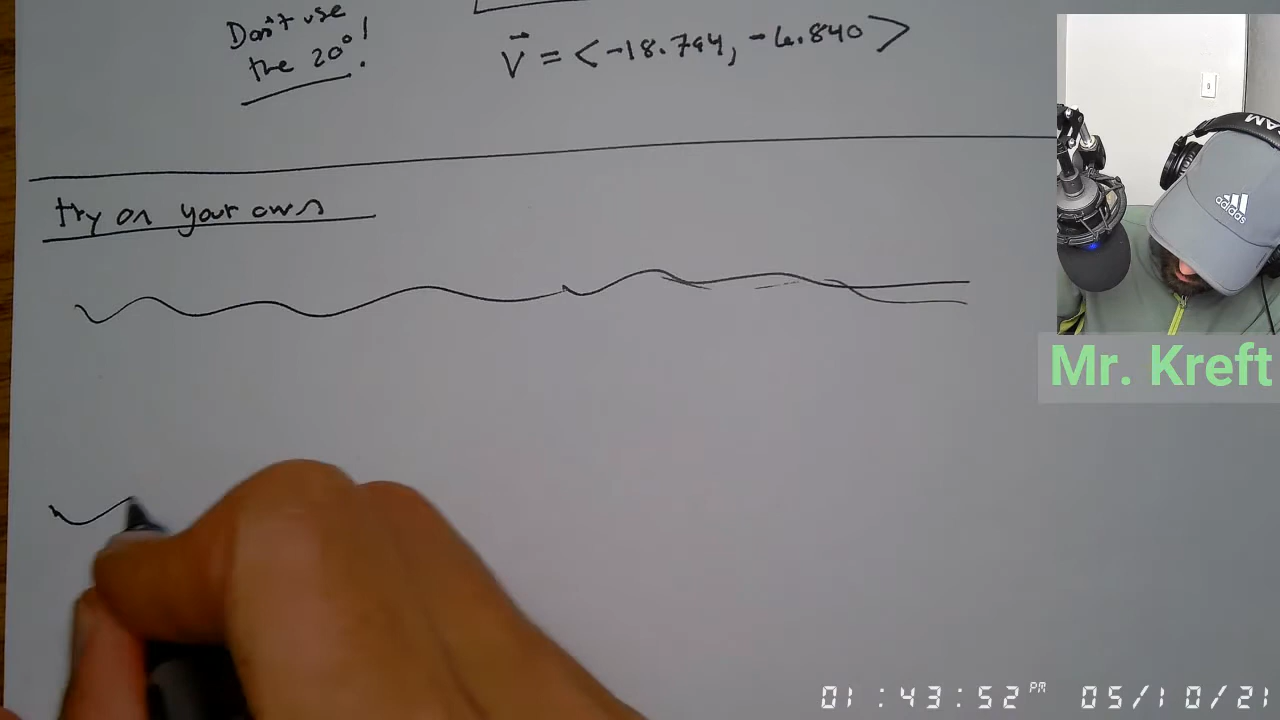 Don't use
the 20°!
v = <-18.794, -6.840>
try on your own
adidas
Mr. Kreft
01:43:52 PM 05/10/21